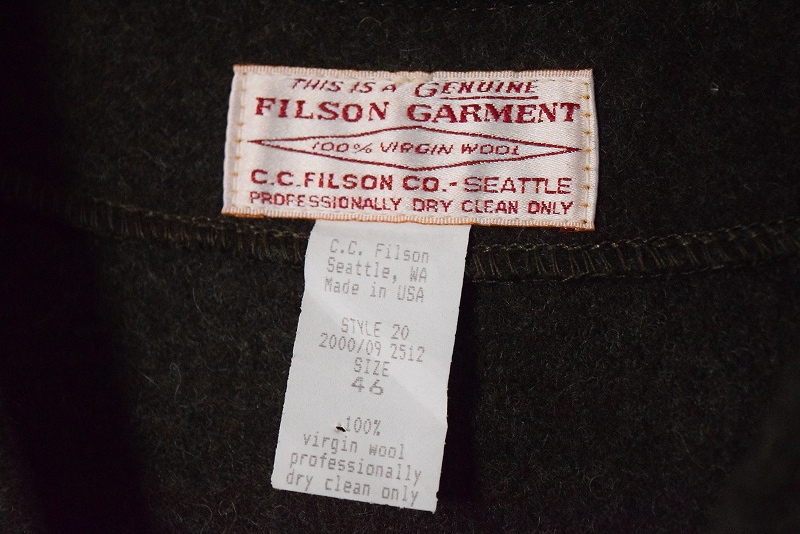 THIS IS A GENUINE
FILSON GARMENT
100% VIRGIN WOOL
C.C. FILSON CO. - SEATTLE
PROFESSIONALLY DRY CLEAN ONLY
C.C. Filson
Seattle, WA
Made in USA
STYLE 20
2000/09 2512
SIZE
46
100%
virgin wool
professionally
dry clean only